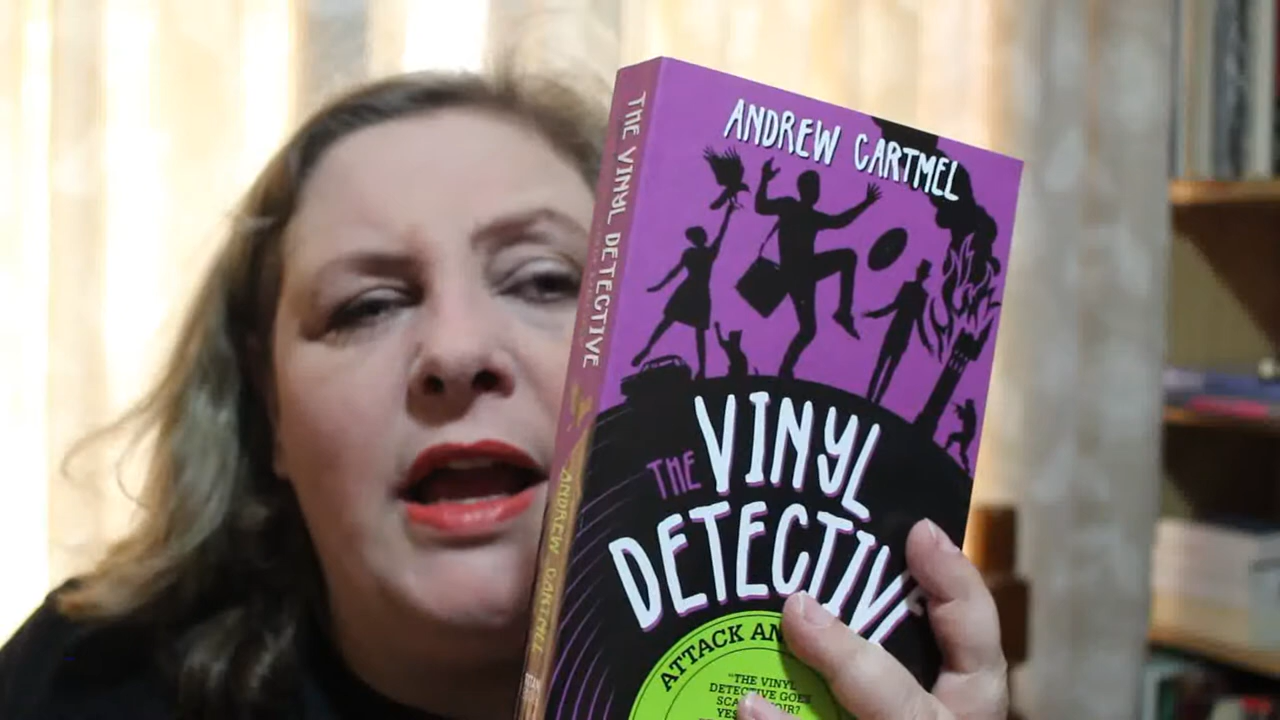 THE VINYL DETECTIVE
ANDREW CARTMEL
ANDREW CARTMEL
THE VINYL
DETECTIVE
ATTACK AN
"THE VINYL
DETECTIVE GOES